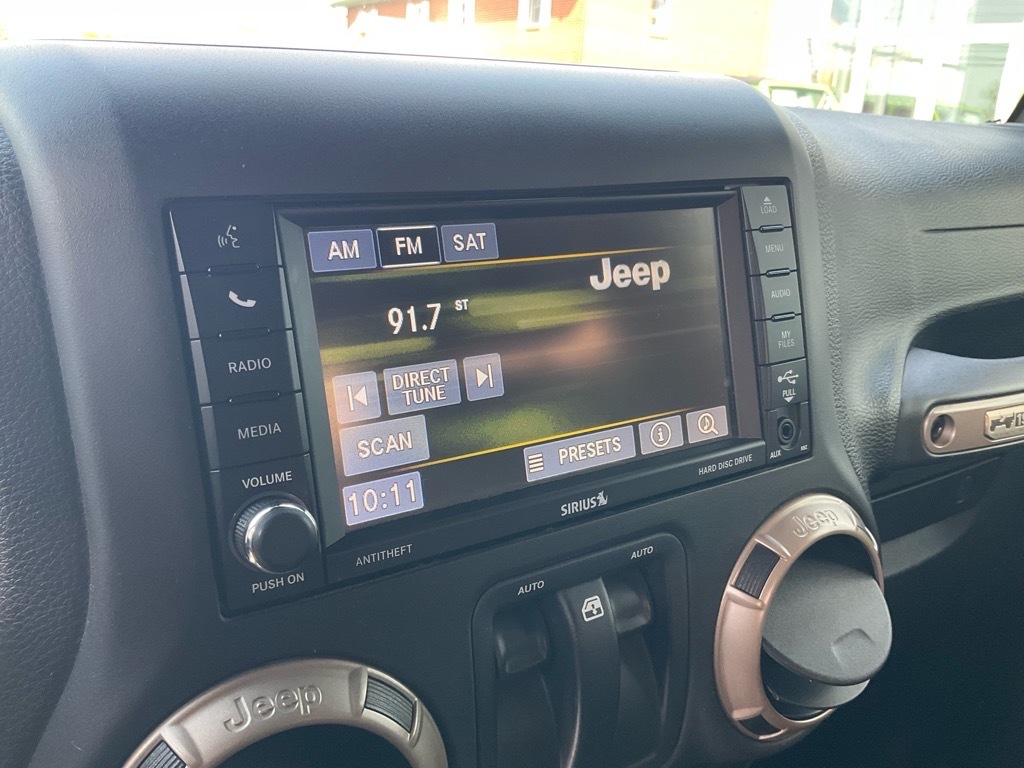 AM FM SAT
Jeep
91.7 ST
DIRECT
TUNE
SCAN
PRESETS
10:11
RADIO
MEDIA
VOLUME
PUSH ON
ANTITHEFT
SIRIUS
HARD DISC DRIVE
LOAD
MENU
AUDIO
MY
FILES
PULL
AUX
AUTO
AUTO
Jeep
Jeep